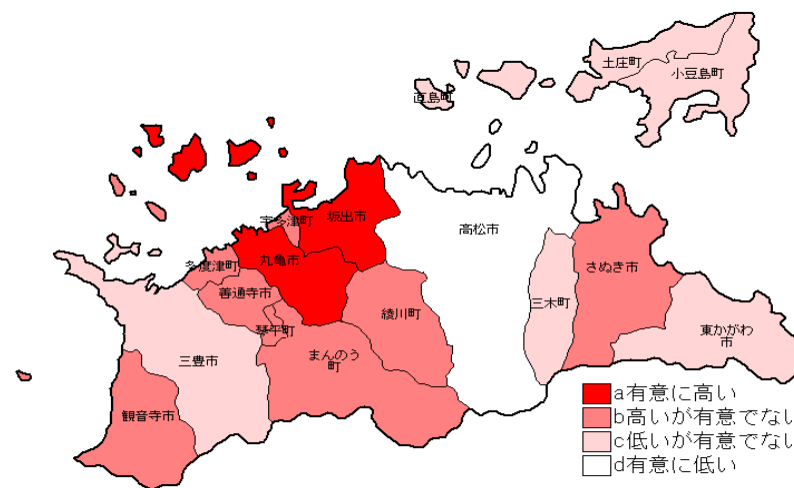 土庄町
小豆島町
直島町
宇多津町
坂出市
高松市
多度津町
丸亀市
さぬき市
善通寺市
綾川町
三木町
琴平町
まんのう
町
東かがわ
市
三豊市
観音寺市
a有意に高い
b高いが有意でない
c低いが有意でない
d有意に低い